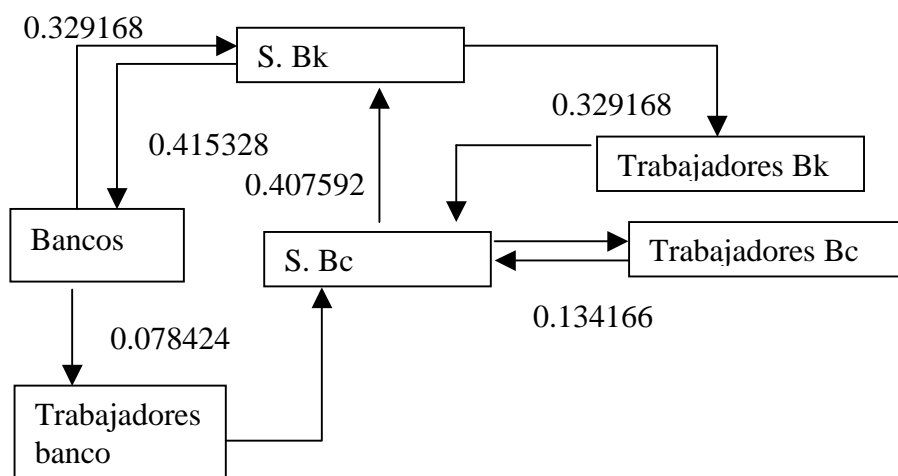 0.329168
S. Bk
0.329168
0.415328
Trabajadores Bk
0.407592
Bancos
S. Bc
Trabajadores Bc
0.134166
0.078424
Trabajadores
banco